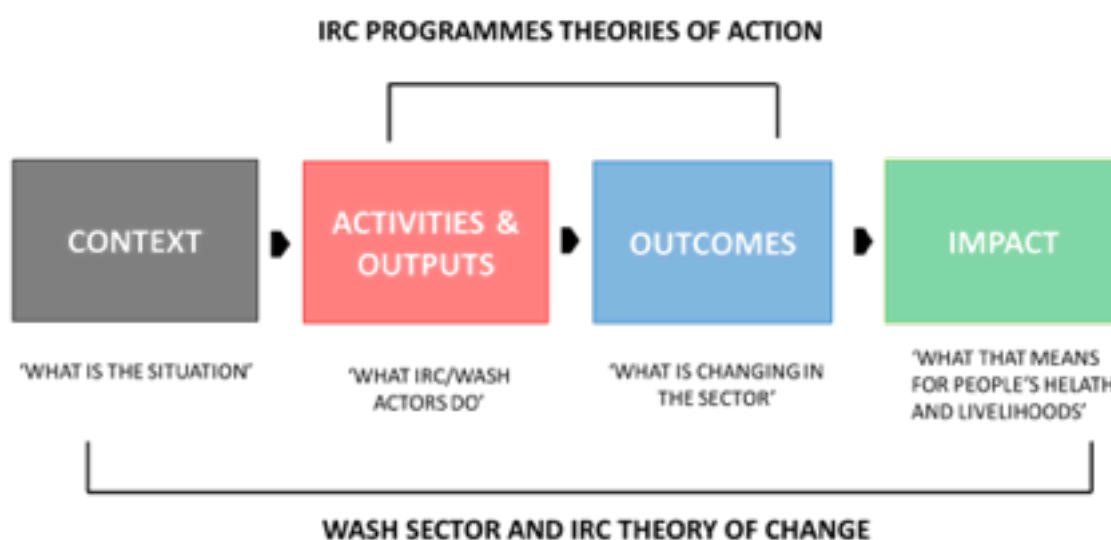 IRC PROGRAMMES THEORIES OF ACTION
CONTEXT
ACTIVITIES &
OUTPUTS
OUTCOMES
IMPACT
'WHAT IS THE SITUATION'
'WHAT IRC/WASH
ACTORS DO'
'WHAT IS CHANGING IN
THE SECTOR'
'WHAT THAT MEANS
FOR PEOPLE'S HELATH
AND LIVELIHOODS'
WASH SECTOR AND IRC THEORY OF CHANGE